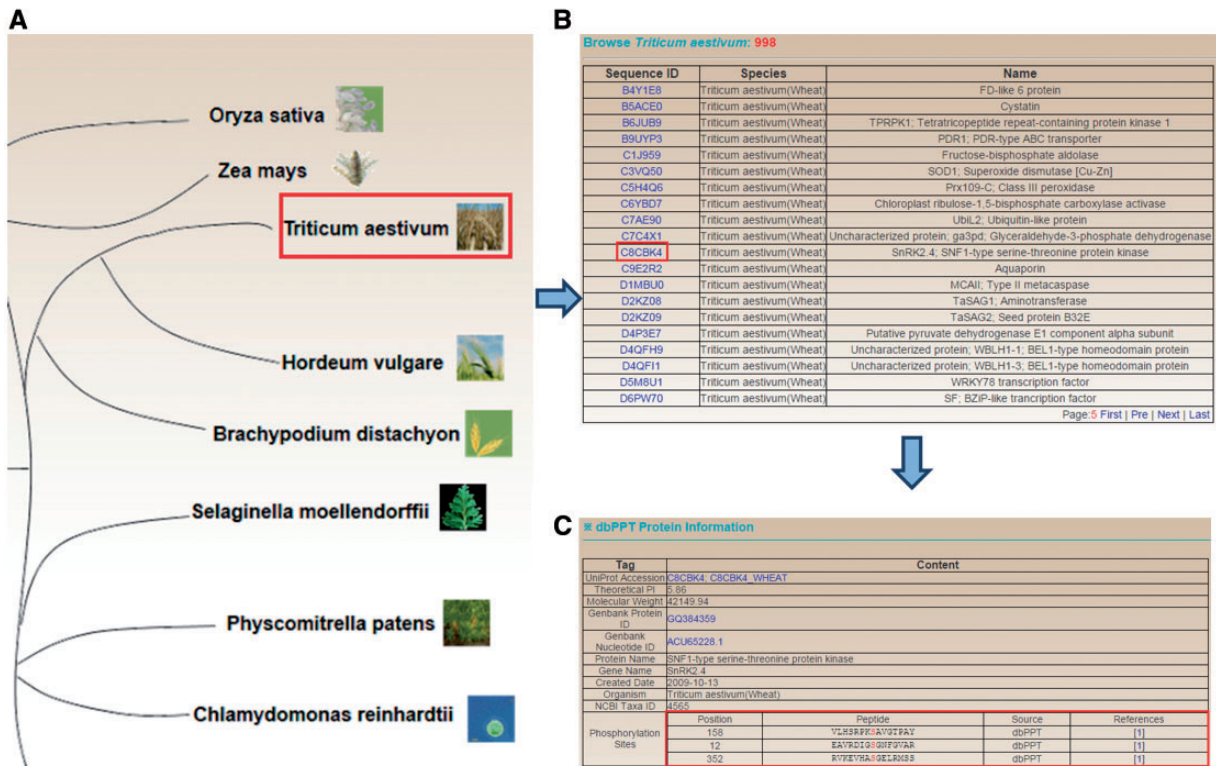 A
Oryza sativa
Zea mays
Triticum aestivum
Hordeum vulgare
Brachypodium distachyon
Selaginella moellendorffii
Physcomitrella patens
Chlamydomonas reinhardtii
B
Browse Triticum aestivum: 998
Sequence ID Species Name
B4Y1E8 Triticum aestivum(Wheat) FD-like 6 protein
B5ACE0 Triticum aestivum(Wheat) Cystatin
B6JUB9 Triticum aestivum(Wheat) TPRPK1; Tetratricopeptide repeat-containing protein kinase 1
B9UYP3 Triticum aestivum(Wheat) PDR1; PDR-type ABC transporter
C1J959 Triticum aestivum(Wheat) Fructose-bisphosphate aldolase
C3VQ50 Triticum aestivum(Wheat) SOD1; Superoxide dismutase [Cu-Zn]
C5H4Q6 Triticum aestivum(Wheat) Prx109-C; Class III peroxidase
C6YBD7 Triticum aestivum(Wheat) Chloroplast ribulose-1,5-bisphosphate carboxylase activase
C7AE90 Triticum aestivum(Wheat) UbiL2; Ubiquitin-like protein
C7C4X1 Triticum aestivum(Wheat) Uncharacterized protein; ga3pd; Glyceraldehyde-3-phosphate dehydrogenase
C8CBK4 Triticum aestivum(Wheat) SnRK2.4; SNF1-type serine-threonine protein kinase
C9E2R2 Triticum aestivum(Wheat) Aquaporin
D1MBU0 Triticum aestivum(Wheat) MCAII; Type II metacaspase
D2KZ08 Triticum aestivum(Wheat) TaSAG1; Aminotransferase
D2KZ09 Triticum aestivum(Wheat) TaSAG2; Seed protein B32E
D4P3E7 Triticum aestivum(Wheat) Putative pyruvate dehydrogenase E1 component alpha subunit
D4QFH9 Triticum aestivum(Wheat) Uncharacterized protein; WBLH1-1; BEL1-type homeodomain protein
D4QFI1 Triticum aestivum(Wheat) Uncharacterized protein; WBLH1-3; BEL1-type homeodomain protein
D5M8U1 Triticum aestivum(Wheat) WRKY78 transcription factor
D6PW70 Triticum aestivum(Wheat) SF; BZiP-like trancription factor
Page:5 First | Pre | Next | Last
C
※ dbPPT Protein Information
Tag Content
UniProt Accession C8CBK4; C8CBK4_WHEAT
Theoretical PI 5.86
Molecular Weight 42149.94
Genbank Protein ID GQ384359
Genbank Nucleotide ID ACU65228.1
Protein Name SNF1-type serine-threonine protein kinase
Gene Name SnRK2.4
Created Date 2009-10-13
Organism Triticum aestivum(Wheat)
NCBI Taxa ID 4565
Phosphorylation Sites
Position Peptide Source References
158 VLHSRPKSAVGTPAY dbPPT [1]
12 EAVRDIGSGNFGVAR dbPPT [1]
352 RVKEVHASGELRMSS dbPPT [1]